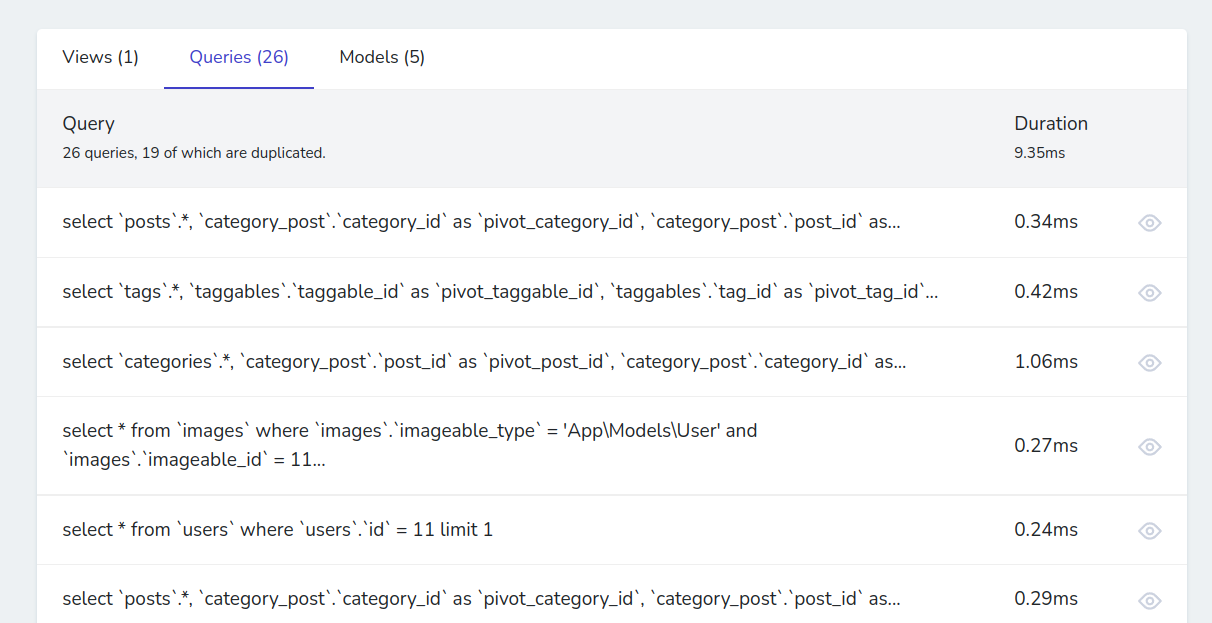 Views (1) Queries (26) Models (5)
Query Duration
26 queries, 19 of which are duplicated. 9.35ms
select `posts`.*, `category_post`.`category_id` as `pivot_category_id`, `category_post`.`post_id` as... 0.34ms
select `tags`.*, `taggables`.`taggable_id` as `pivot_taggable_id`, `taggables`.`tag_id` as `pivot_tag_id`... 0.42ms
select `categories`.*, `category_post`.`post_id` as `pivot_post_id`, `category_post`.`category_id` as... 1.06ms
select * from `images` where `images`.`imageable_type` = 'App\Models\User' and
`images`.`imageable_id` = 11... 0.27ms
select * from `users` where `users`.`id` = 11 limit 1 0.24ms
select `posts`.*, `category_post`.`category_id` as `pivot_category_id`, `category_post`.`post_id` as... 0.29ms